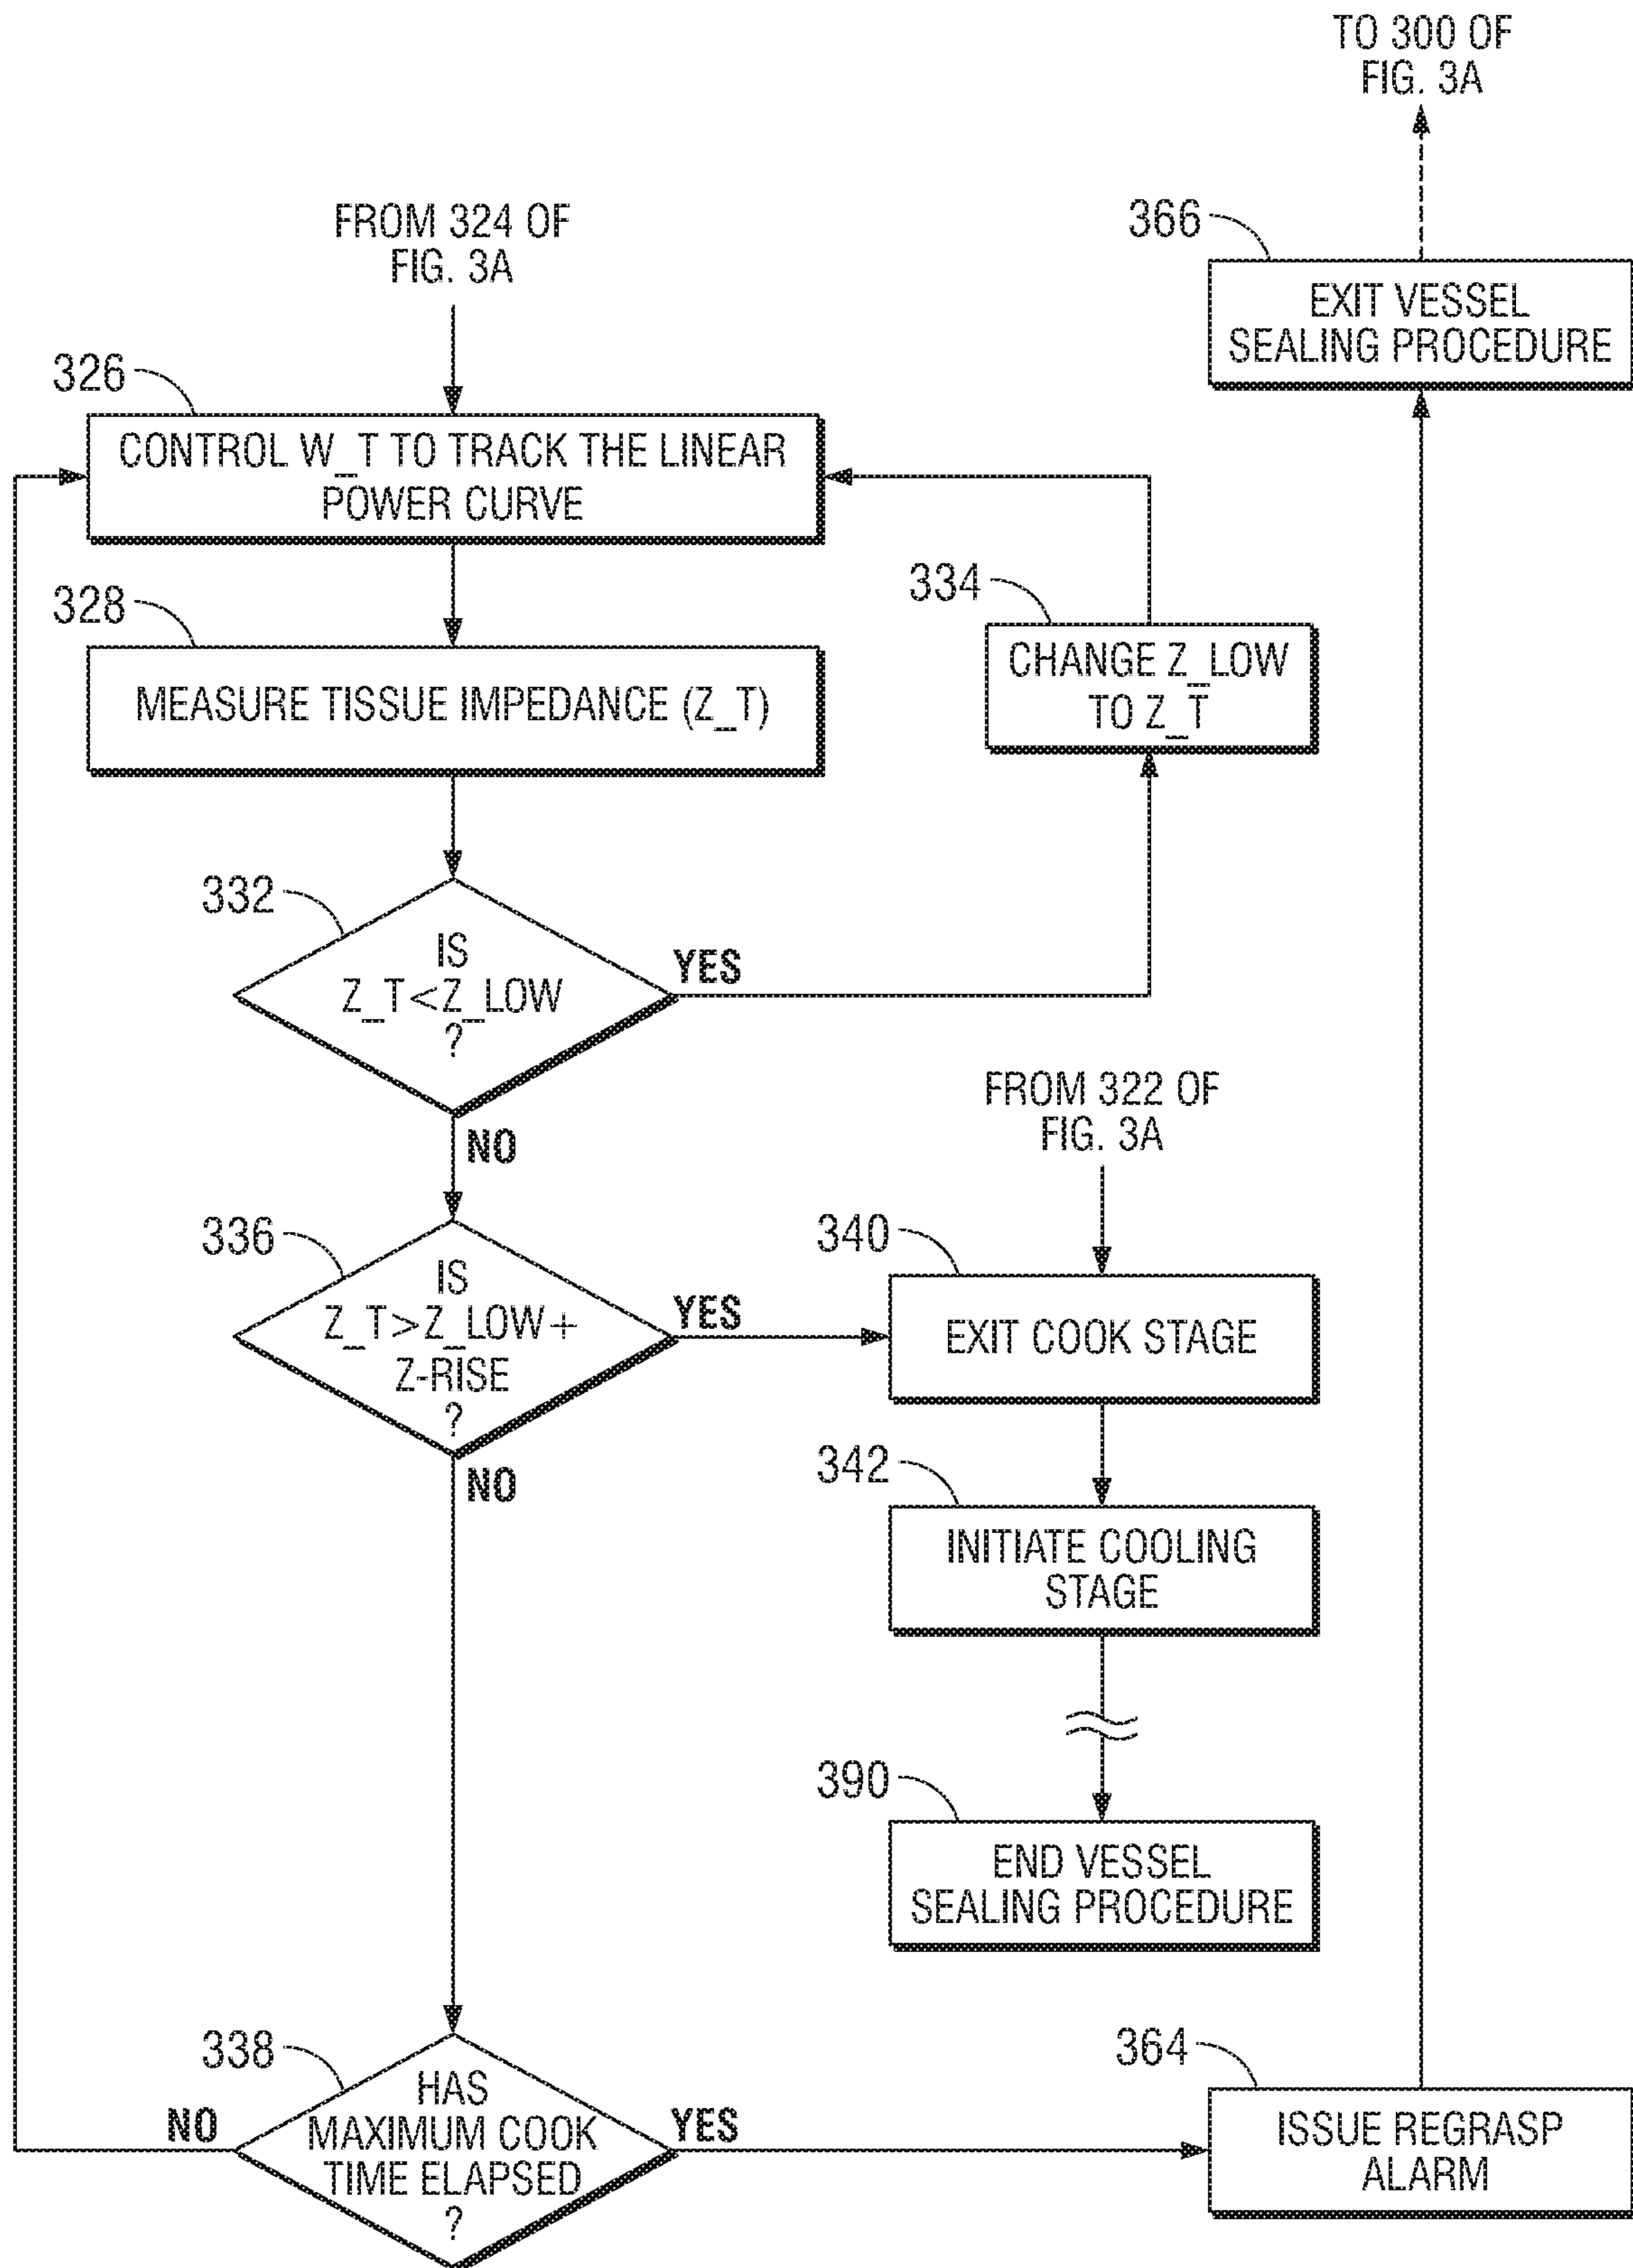 TO 300 OF
FIG. 3A
366
EXIT VESSEL
SEALING PROCEDURE
FROM 324 OF
FIG. 3A
326
CONTROL W_T TO TRACK THE LINEAR
POWER CURVE
328
MEASURE TISSUE IMPEDANCE (Z_T)
334
CHANGE Z_LOW
TO Z_T
332
IS
Z_T<Z_LOW
?
YES
NO
336
IS
Z_T>Z_LOW+
Z-RISE
?
YES
NO
FROM 322 OF
FIG. 3A
340
EXIT COOK STAGE
342
INITIATE COOLING
STAGE
390
END VESSEL
SEALING PROCEDURE
338
HAS
MAXIMUM COOK
TIME ELAPSED
?
NO
YES
364
ISSUE REGRASP
ALARM